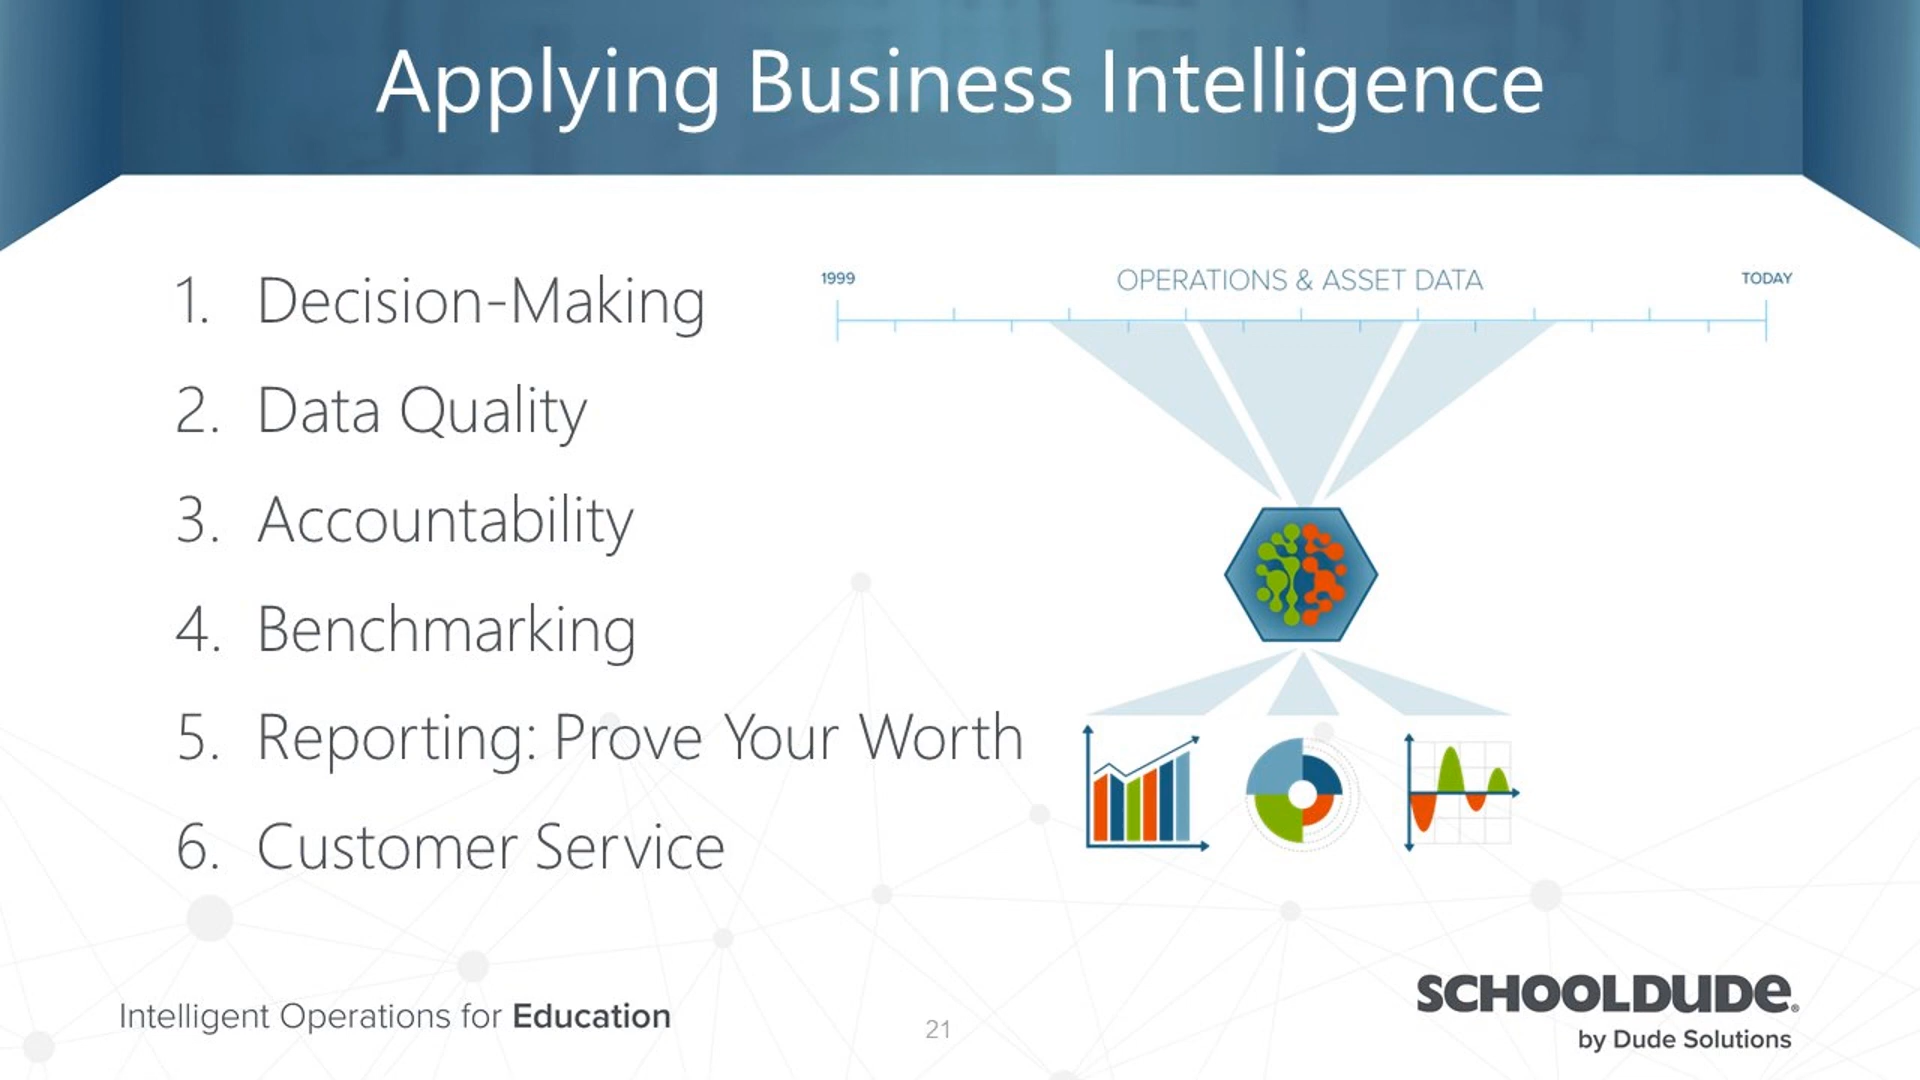 Applying Business Intelligence
1. Decision-Making
2. Data Quality
3. Accountability
4. Benchmarking
5. Reporting: Prove Your Worth
6. Customer Service
1999
OPERATIONS & ASSET DATA
TODAY
Intelligent Operations for Education
21
SCHOOLDUDE®
by Dude Solutions